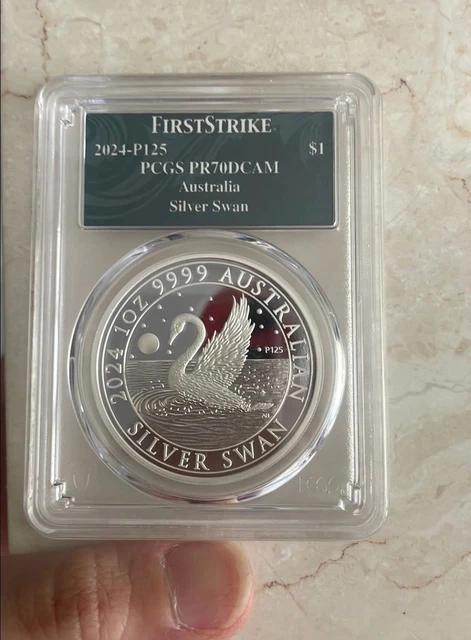 FIRSTSTRIKE
2024-P125 $1
PCGS PR70DCAM
Australia
Silver Swan
2024 1OZ 9999 AUSTRALIAN
P125
SILVER SWAN